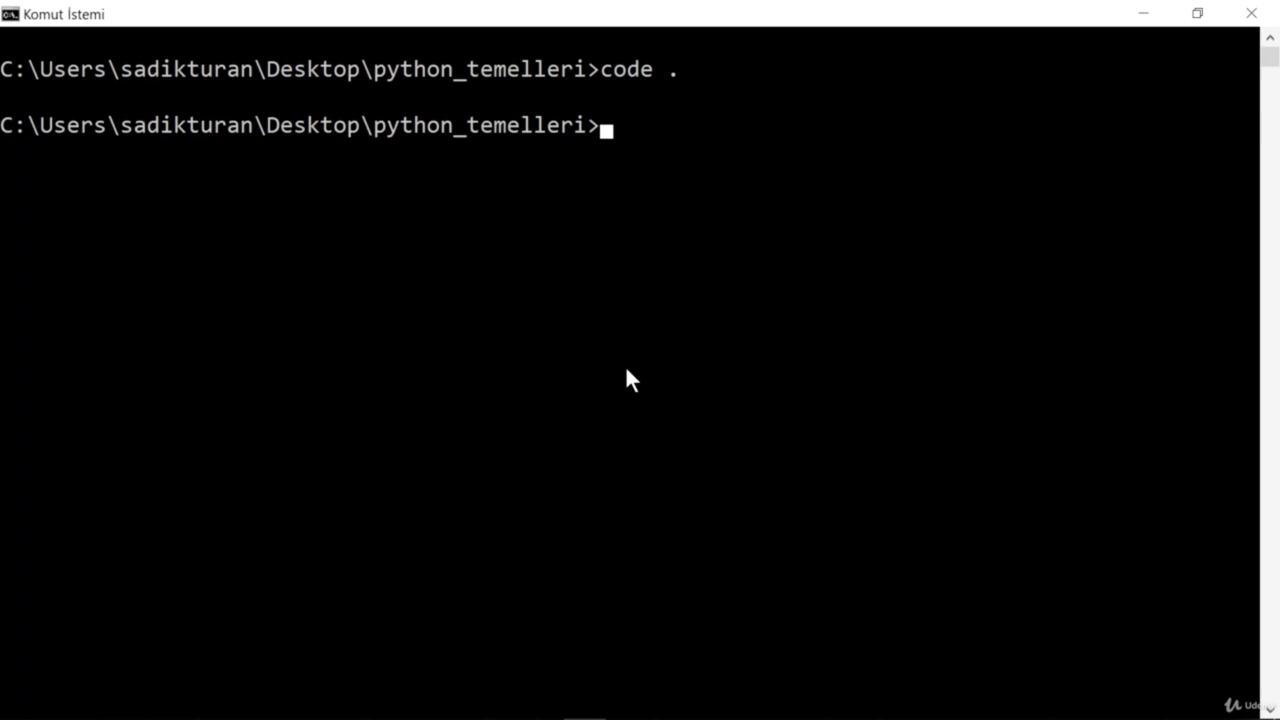 Komut İstemi
C:\Users\sadikturan\Desktop\python_temelleri>code .
C:\Users\sadikturan\Desktop\python_temelleri>